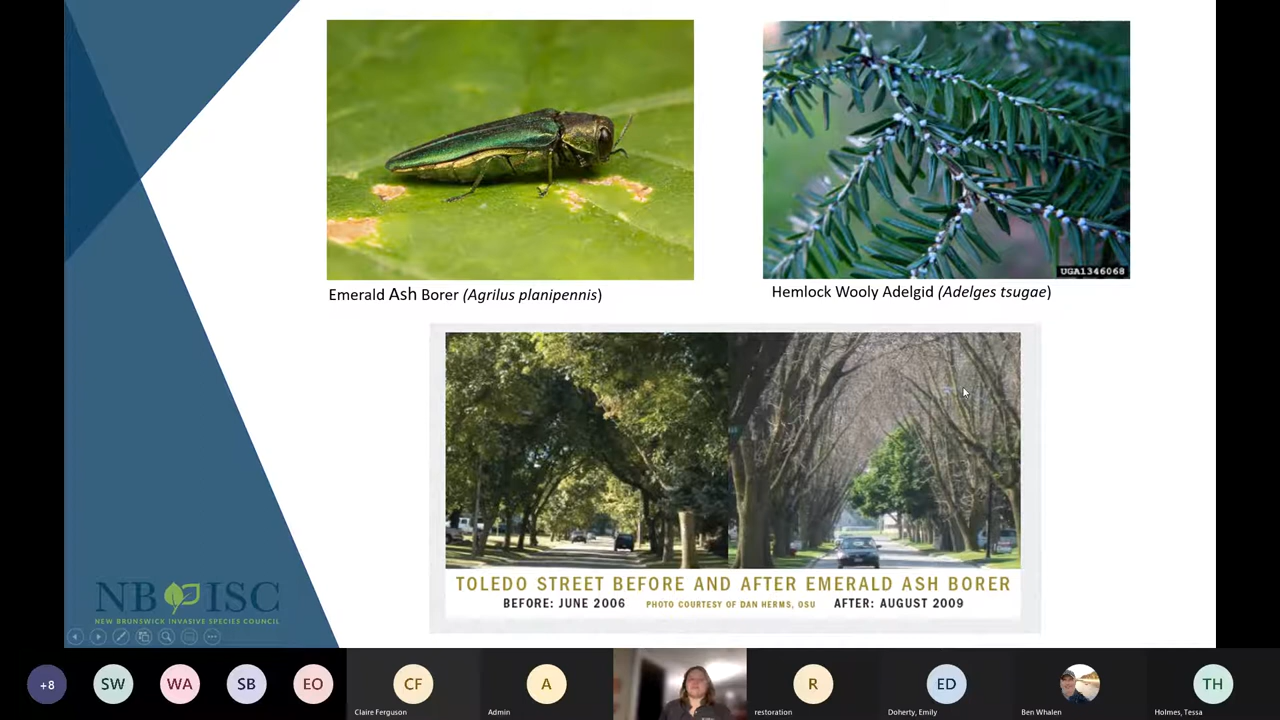 UGA1346068
Emerald Ash Borer (Agrilus planipennis)
Hemlock Wooly Adelgid (Adelges tsugae)
TOLEDO STREET BEFORE AND AFTER EMERALD ASH BORER
BEFORE: JUNE 2006 PHOTO COURTESY OF DAN HERMS, OSU AFTER: AUGUST 2009
NB ISC
NEW BRUNSWICK INVASIVE SPECIES COUNCIL
+8
SW
WA
SB
EO
CF
Claire Ferguson
A
Admin
R
restoration
ED
Doherty, Emily
Ben Whalen
TH
Holmes, Tessa